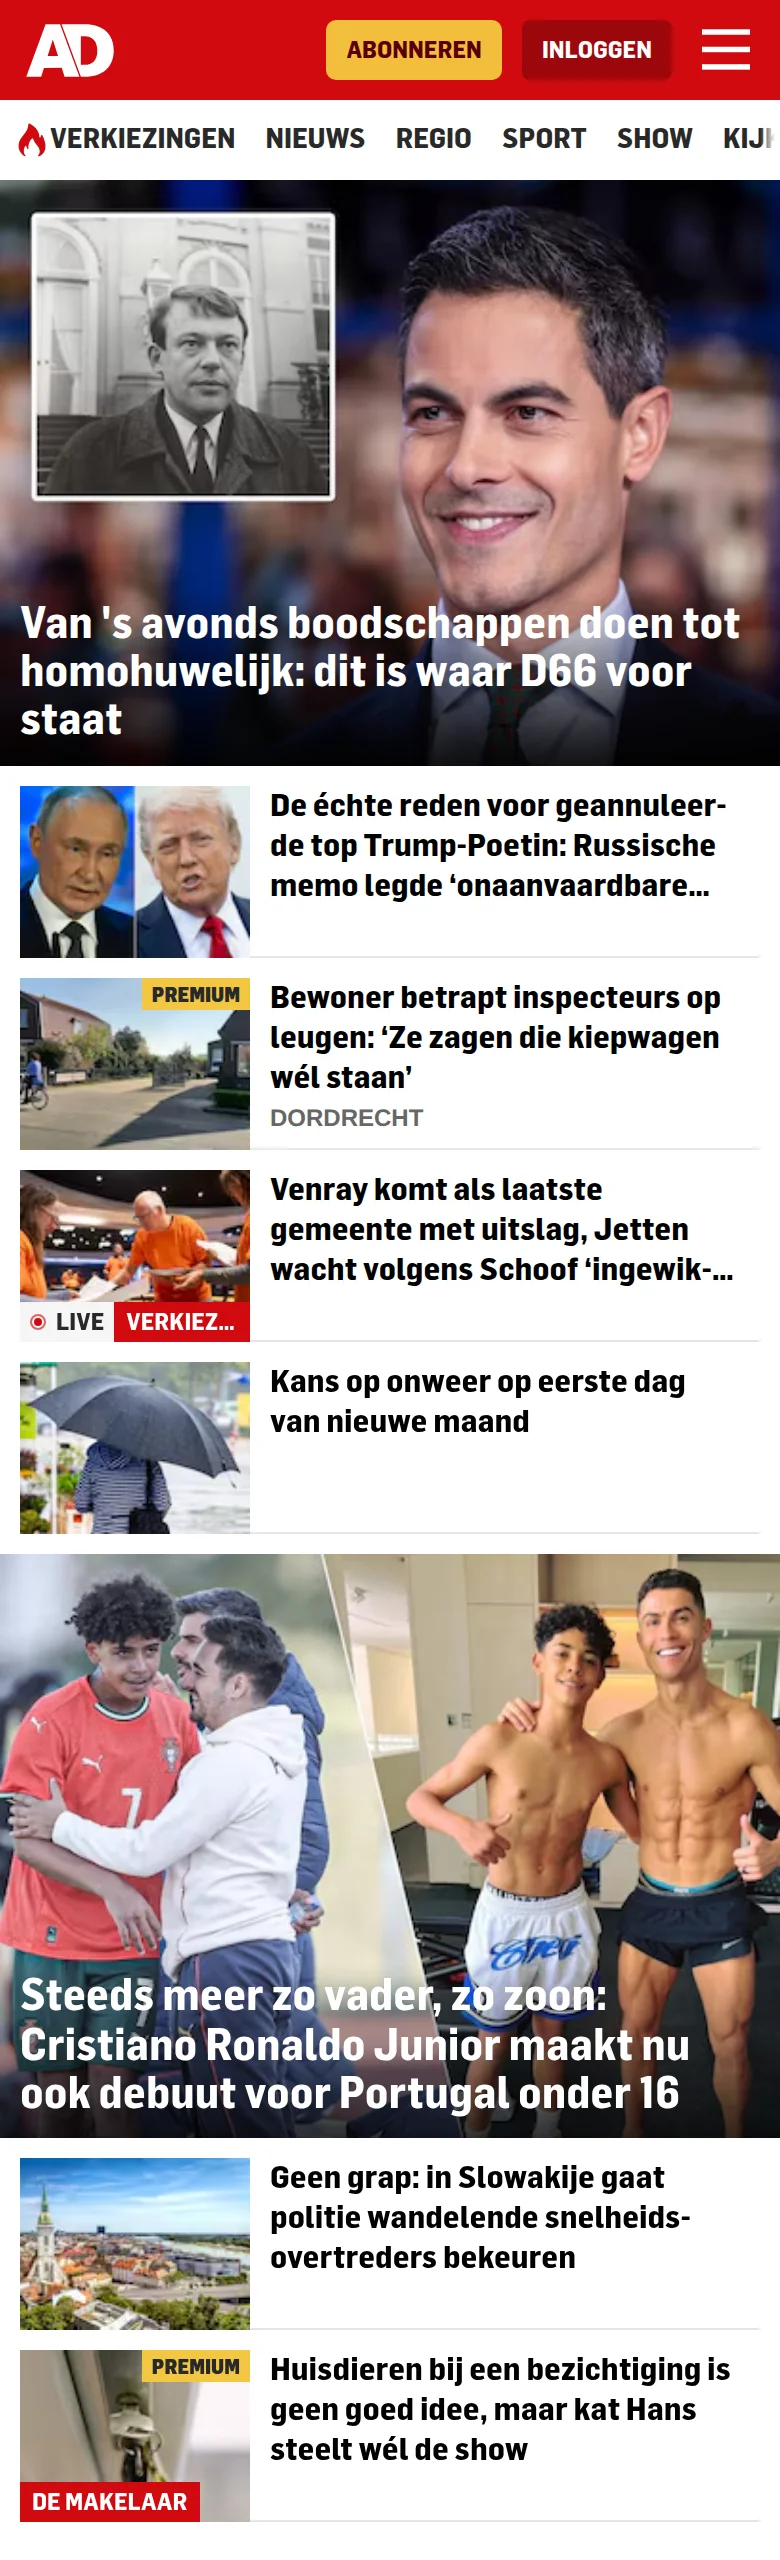 AD
ABONNEREN
INLOGGEN
VERKIEZINGEN NIEUWS REGIO SPORT SHOW
Van 's avonds boodschappen doen tot
homohuwelijk: dit is waar D66 voor
staat
De échte reden voor geannuleer-
de top Trump-Poetin: Russische
memo legde ‘onaanvaardbare...
PREMIUM
Bewoner betrapt inspecteurs op
leugen: ‘Ze zagen die kiepwagen
wél staan’
DORDRECHT
Venray komt als laatste
gemeente met uitslag, Jetten
wacht volgens Schoof ‘ingewik-...
LIVE VERKIEZ...
Kans op onweer op eerste dag
van nieuwe maand
7
Steeds meer zo vader, zo zoon:
Cristiano Ronaldo Junior maakt nu
ook debuut voor Portugal onder 16
Geen grap: in Slowakije gaat
politie wandelende snelheids-
overtreders bekeuren
PREMIUM
Huisdieren bij een bezichtiging is
geen goed idee, maar kat Hans
steelt wél de show
DE MAKELAAR